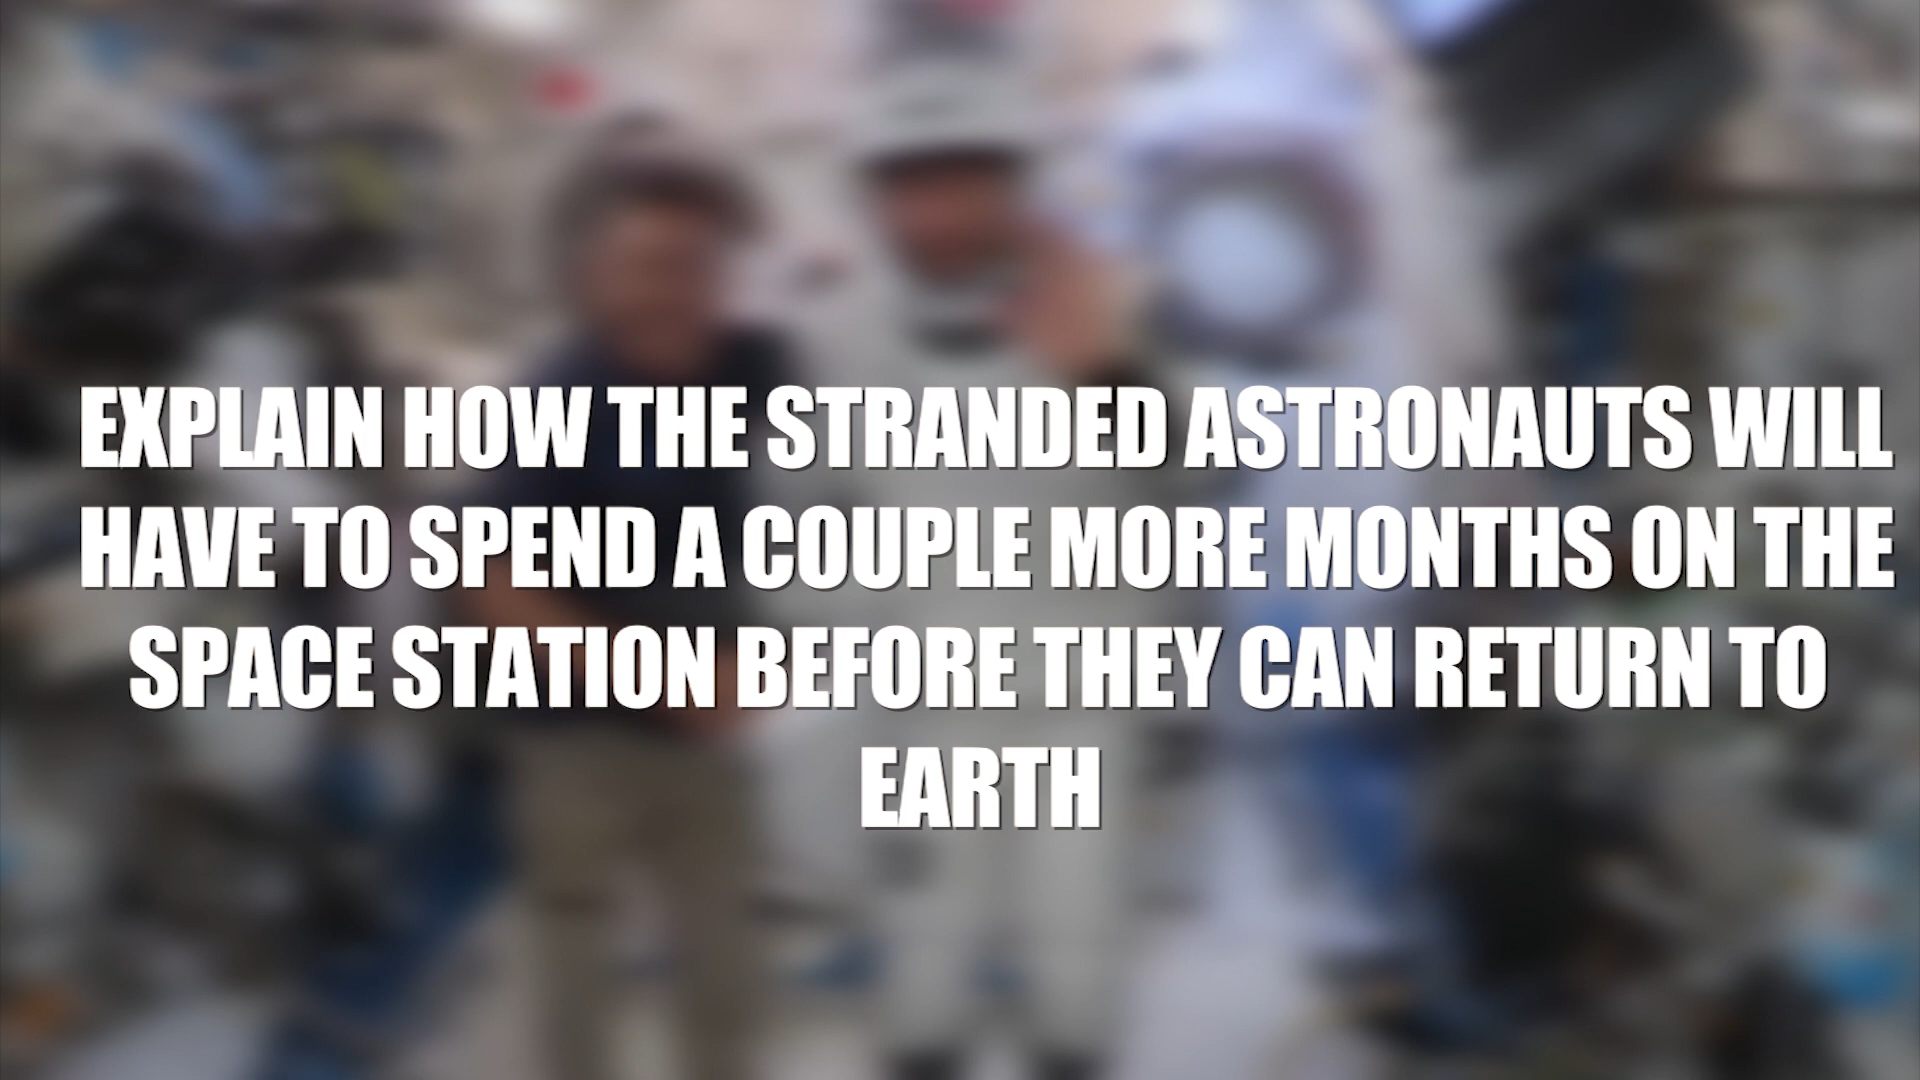 EXPLAIN HOW THE STRANDED ASTRONAUTS WILL
HAVE TO SPEND A COUPLE MORE MONTHS ON THE
SPACE STATION BEFORE THEY CAN RETURN TO
EARTH